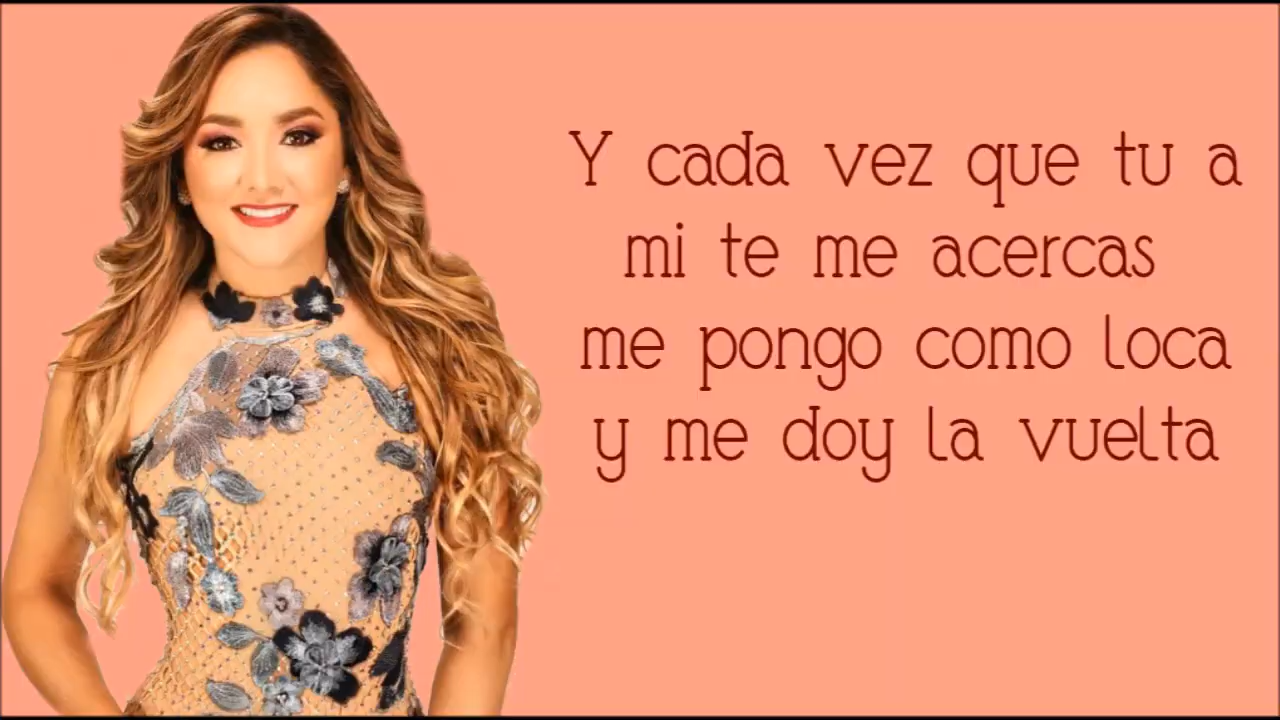 Y cada vez que tu a
mi te me acercas
me pongo como loca
y me doy la vuelta